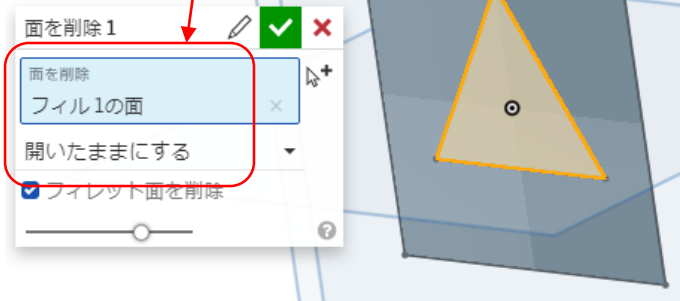 面を削除 1
面を削除
フィル 1の面
開いたままにする
フィレット面を削除